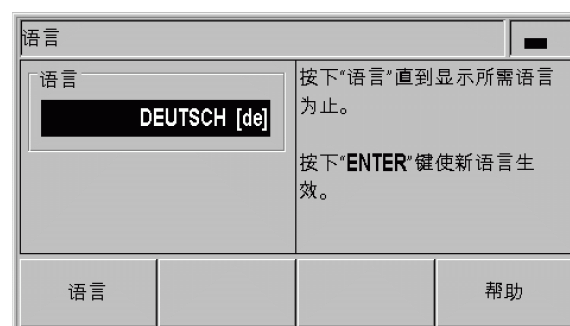 语言
语言
DEUTSCH [de]
按下“语言”直到显示所需语言
为止。
按下“ENTER”键使新语言生
效。
语言
帮助